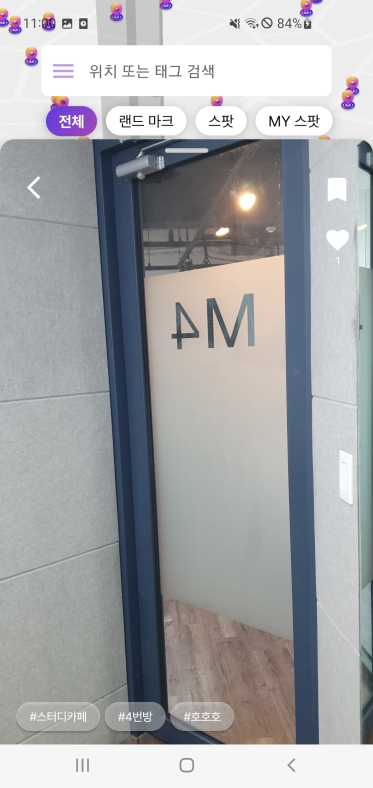 11:00
84%
위치 또는 태그 검색
전체
랜드 마크
스팟
MY 스팟
1
M4
#스터디카페
#4번방
#호호호